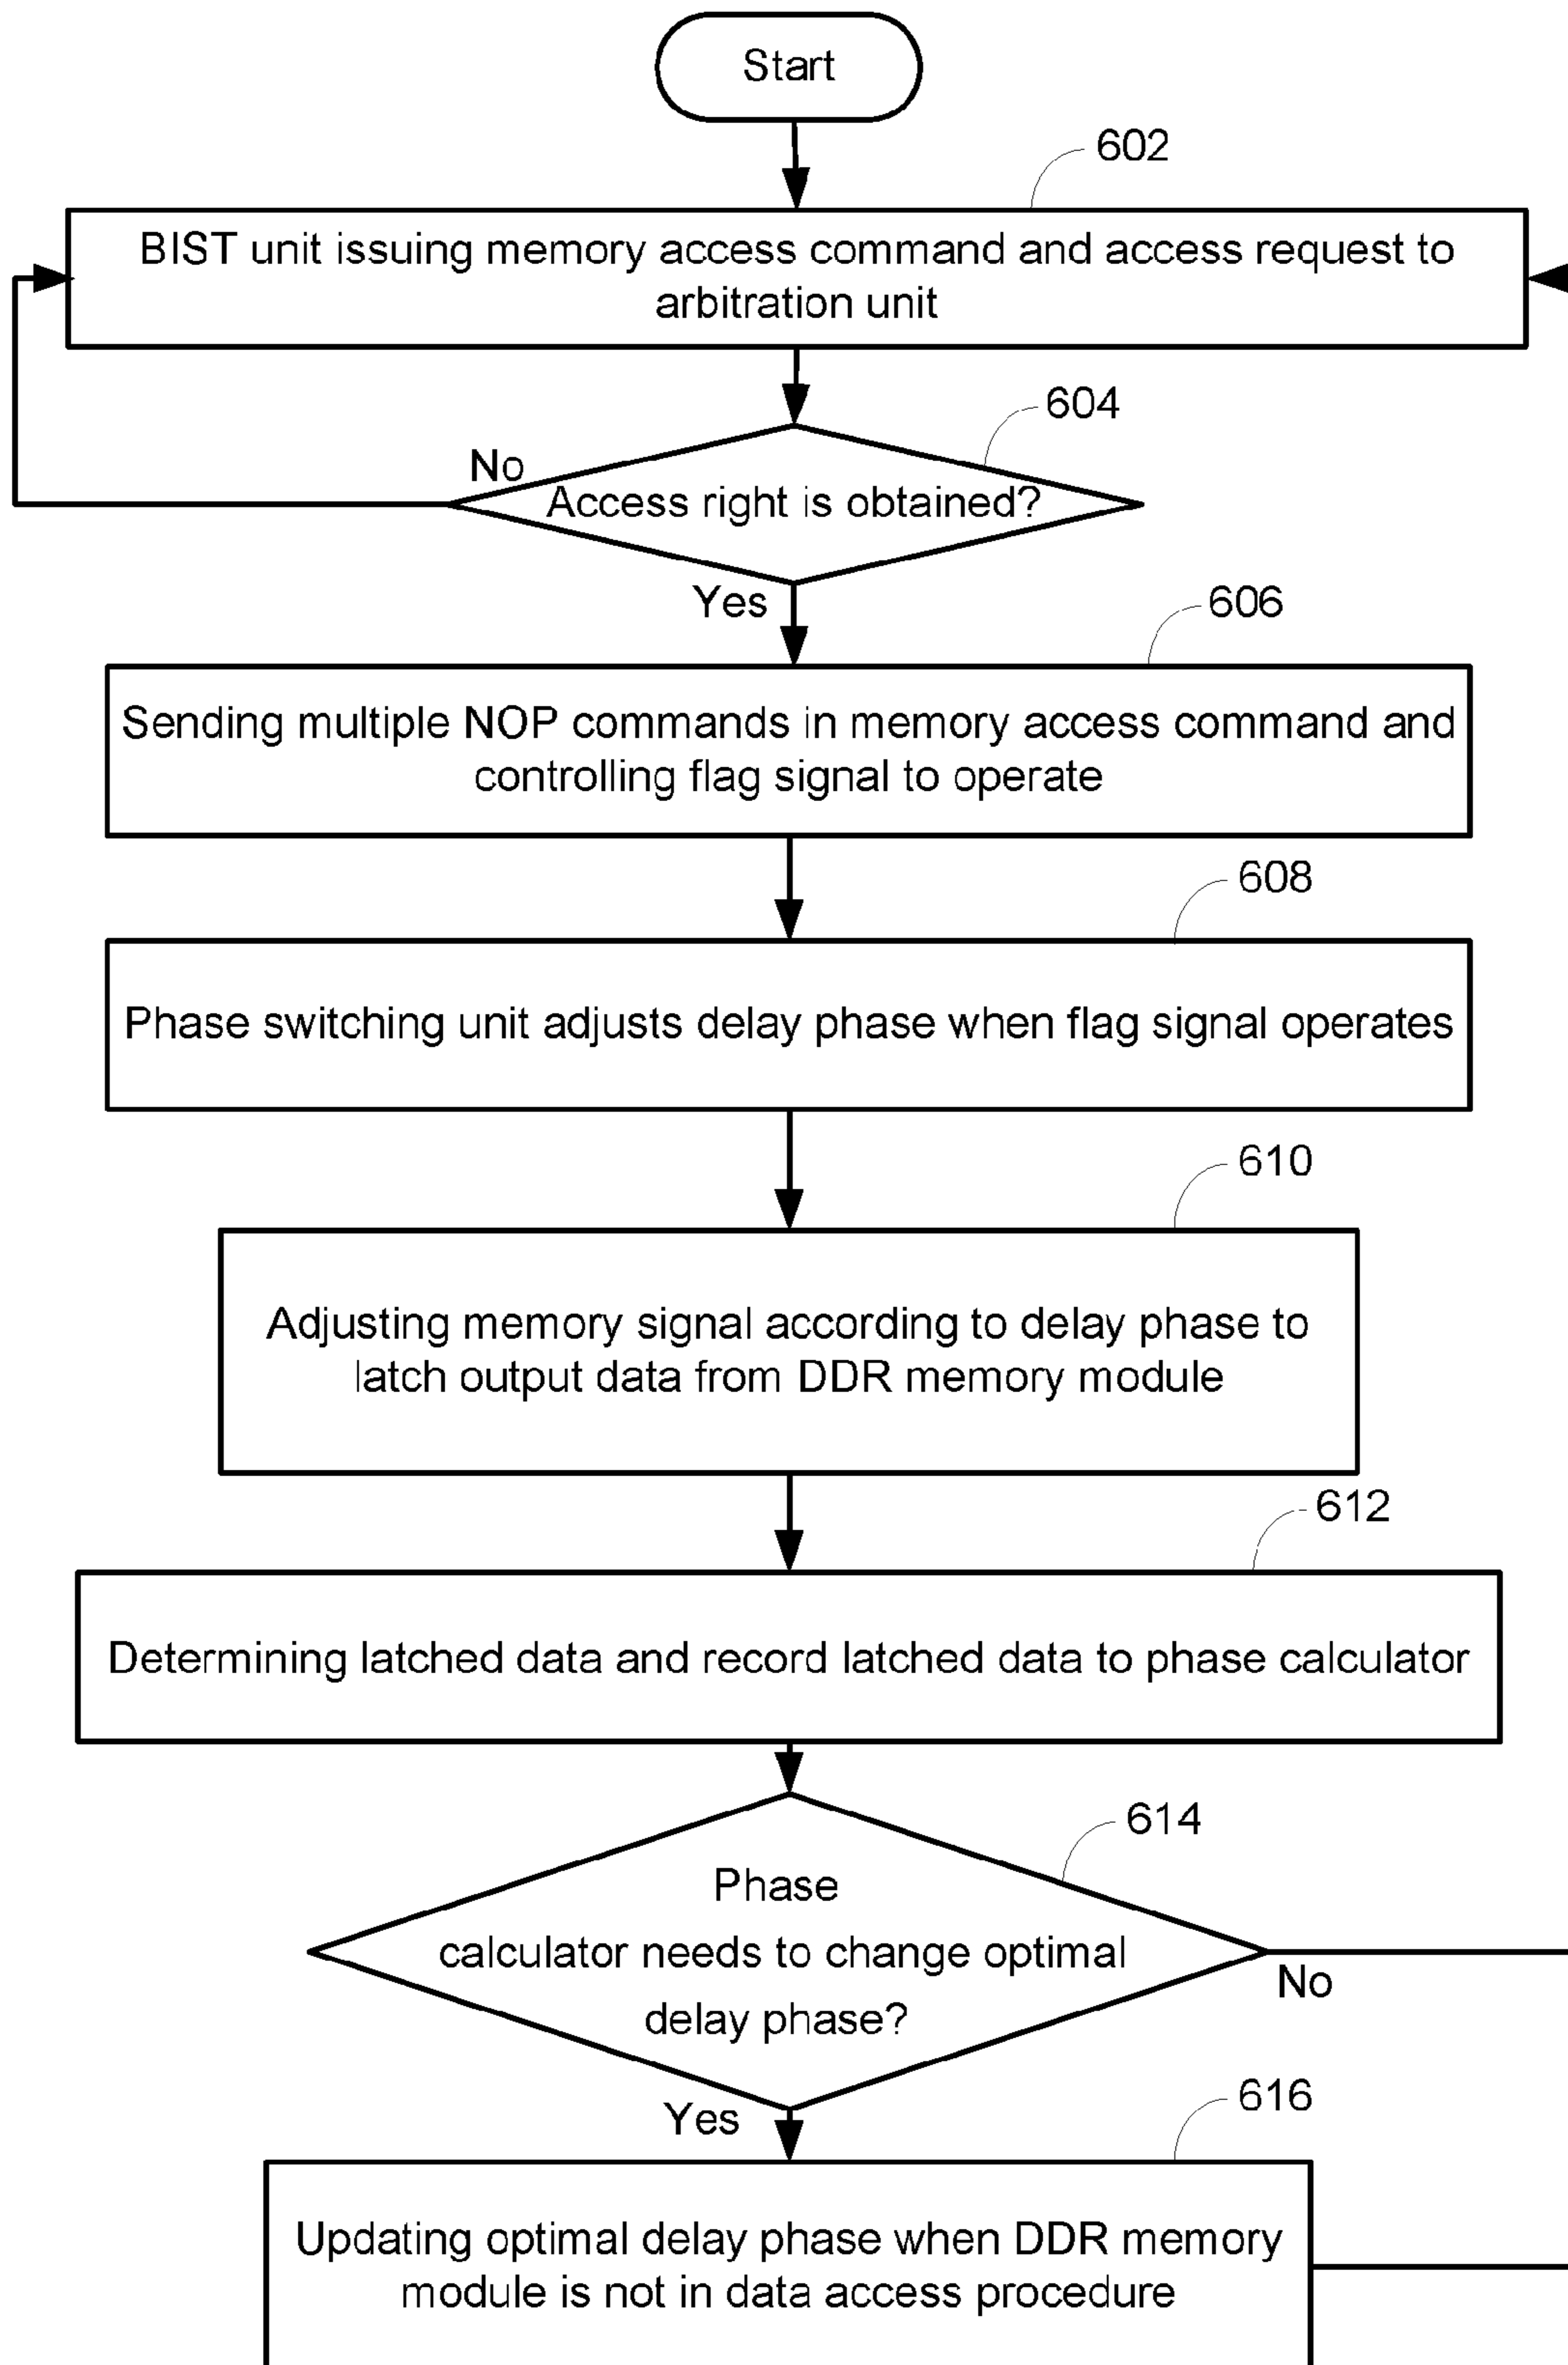 Start
602
BIST unit issuing memory access command and access request to
arbitration unit
604
No
Access right is obtained?
Yes
606
Sending multiple NOP commands in memory access command and
controlling flag signal to operate
608
Phase switching unit adjusts delay phase when flag signal operates
610
Adjusting memory signal according to delay phase to
latch output data from DDR memory module
612
Determining latched data and record latched data to phase calculator
614
Phase
calculator needs to change optimal
delay phase?
No
Yes
616
Updating optimal delay phase when DDR memory
module is not in data access procedure